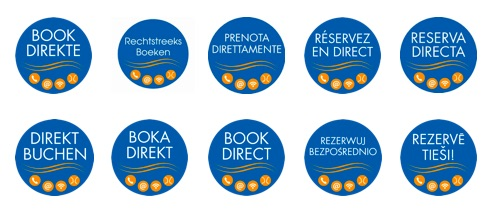 BOOK
DIREKTE
Rechtstreeks
Boeken
PRENOTA
DIRETTAMENTE
RÉSERVEZ
EN DIRECT
RESERVA
DIRECTA
DIREKT
BUCHEN
BOKA
DIREKT
BOOK
DIRECT
REZERWUJ
BEZPOŚREDNIO
REZERVĒ
TIEŠI!